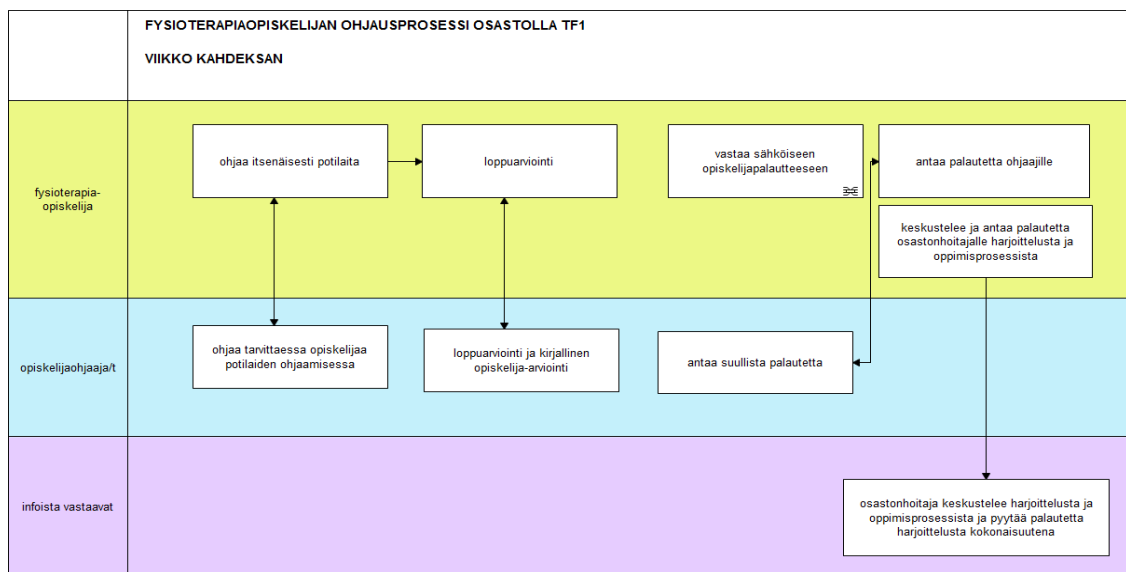 FYSIOTERAPIAOPISKELIJAN OHJAUSPROSESSI OSASTOLLA TF1
VIIKKO KAHDEKSAN
fysioterapia-
opiskelija
ohjaa itsenäisesti potilaita
loppuarviointi
vastaa sähköiseen
opiskelijapalautteeseen
antaa palautetta ohjaajille
keskustelee ja antaa palautetta
osastonhoitajalle harjoittelusta ja
oppimisprosessista
opiskelijaohjaaja/t
ohjaa tarvittaessa opiskelijaa
potilaiden ohjaamisessa
loppuarviointi ja kirjallinen
opiskelija-arviointi
antaa suullista palautetta
infoista vastaavat
osastonhoitaja keskustelee harjoittelusta ja
oppimisprosessista ja pyytää palautetta
harjoittelusta kokonaisuutena